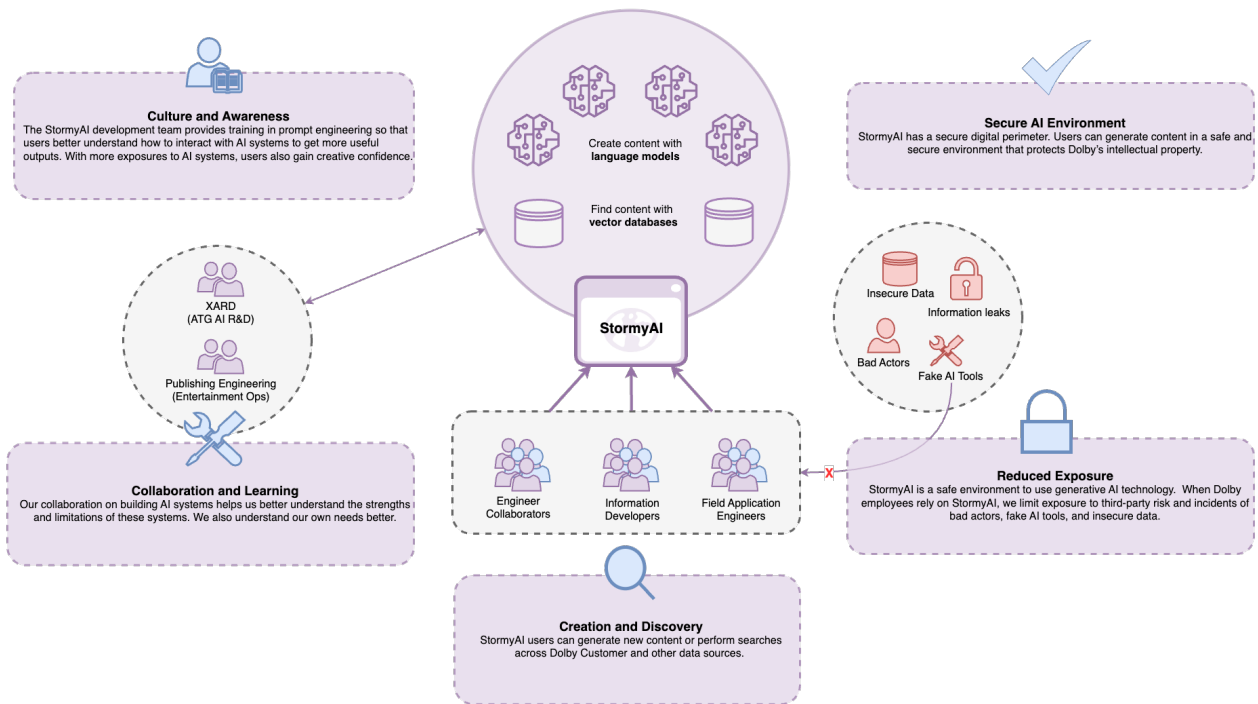 Culture and Awareness
The StormyAI development team provides training in prompt engineering so that
users better understand how to interact with AI systems to get more useful
outputs. With more exposures to AI systems, users also gain creative confidence.
Create content with
language models
Find content with
vector databases
StormyAI
Secure AI Environment
StormyAI has a secure digital perimeter. Users can generate content in a safe and
secure environment that protects Dolby's intellectual property.
XARD
(ATG AI R&D)
Publishing Engineering
(Entertainment Ops)
Insecure Data
Information leaks
Bad Actors
Fake AI Tools
X
Collaboration and Learning
Our collaboration on building AI systems helps us better understand the strengths
and limitations of these systems. We also understand our own needs better.
Engineer
Collaborators
Information
Developers
Field Application
Engineers
Reduced Exposure
StormyAI is a safe environment to use generative AI technology.  When Dolby
employees rely on StormyAI, we limit exposure to third-party risk and incidents of
bad actors, fake AI tools, and insecure data.
Creation and Discovery
StormyAI users can generate new content or perform searches
across Dolby Customer and other data sources.